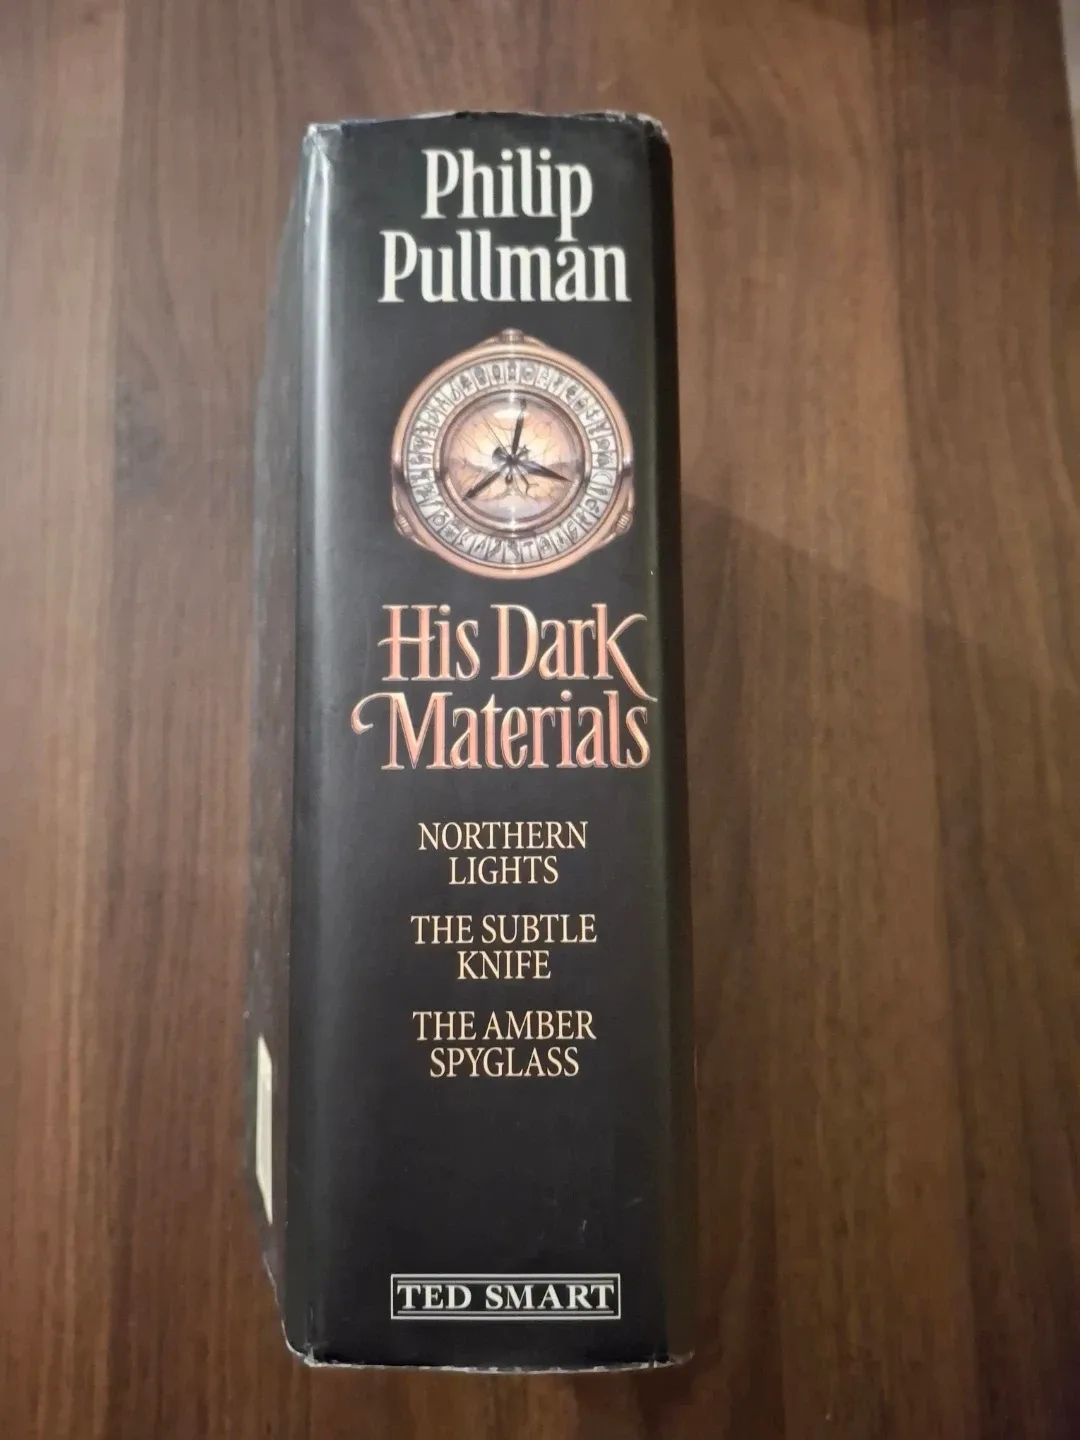 Philip
Pullman
His Dark
Materials
NORTHERN
LIGHTS
THE SUBTLE
KNIFE
THE AMBER
SPYGLASS
TED SMART